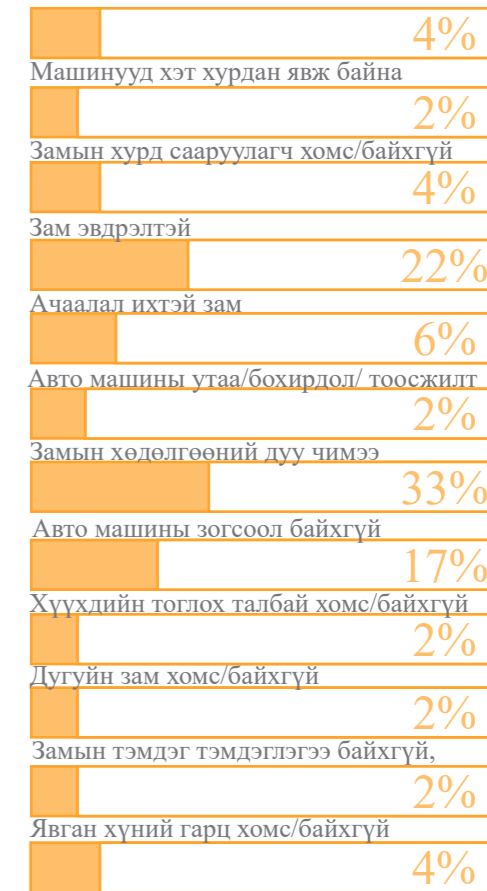 4%
Машинууд хэт хурдан явж байна
2%
Замын хурд сааруулагч хомс/байхгүй
4%
Зам эвдрэлтэй
22%
Ачаалал ихтэй зам
6%
Авто машины утаа/бохирдол/ тоосжилт
2%
Замын хөдөлгөөний дуу чимээ
33%
Авто машины зогсоол байхгүй
17%
Хүүхдийн тоглох талбай хомс/байхгүй
2%
Дугуйн зам хомс/байхгүй
2%
Замын тэмдэг тэмдэглэгээ байхгүй,
2%
Явган хүний гарц хомс/байхгүй
4%